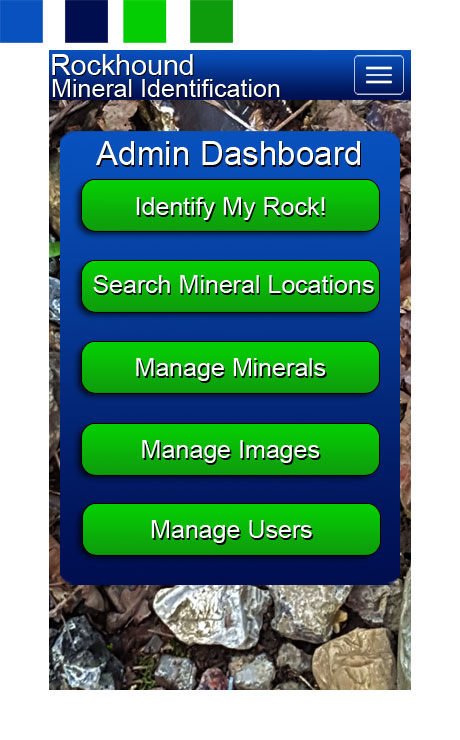 Rockhound
Mineral Identification
Admin Dashboard
Identify My Rock!
Search Mineral Locations
Manage Minerals
Manage Images
Manage Users